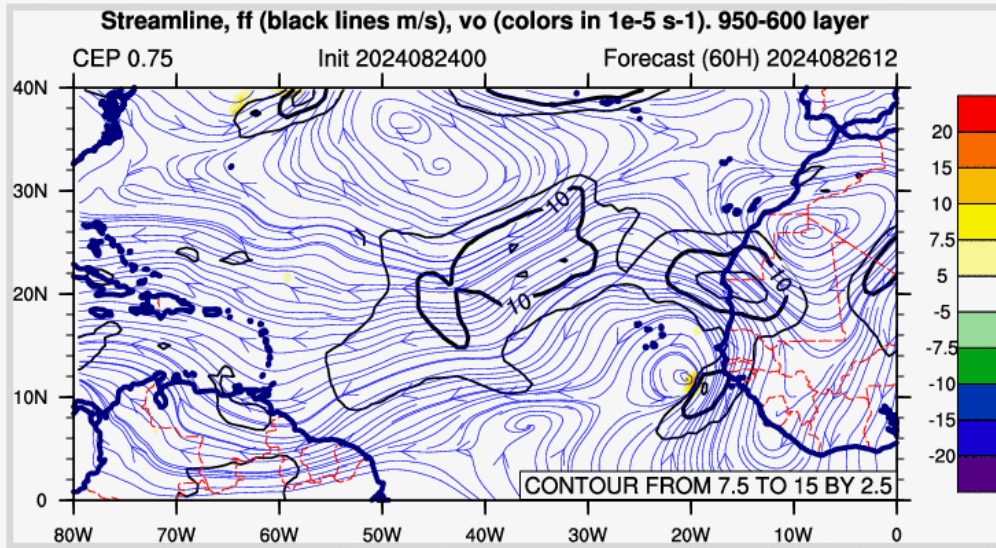 Streamline, ff (black lines m/s), vo (colors in 1e-5 s-1). 950-600 layer
CEP 0.75 Init 2024082400 Forecast (60H) 2024082612
40N
30N
20N
10N
0
80W 70W 60W 50W 40W 30W 20W 10W 0
10
10
10
CONTOUR FROM 7.5 TO 15 BY 2.5
20
15
10
7.5
5
-5
-7.5
-10
-15
-20